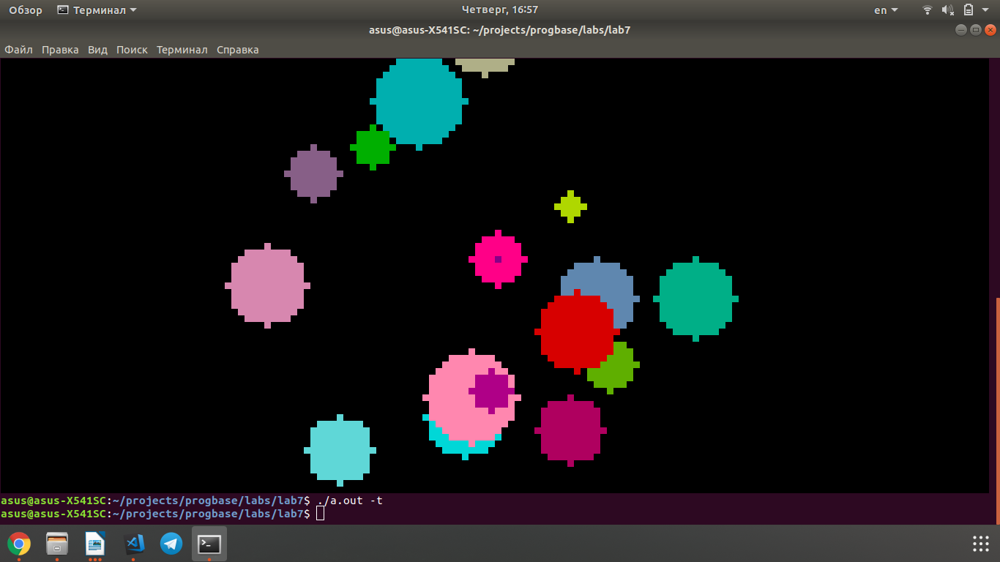 Обзор Терминал Четверг, 16:57 en
asus@asus-X541SC: ~/projects/progbase/labs/lab7
Файл Правка Вид Поиск Терминал Справка
asus@asus-X541SC:~/projects/progbase/labs/lab7$ ./a.out -t
asus@asus-X541SC:~/projects/progbase/labs/lab7$